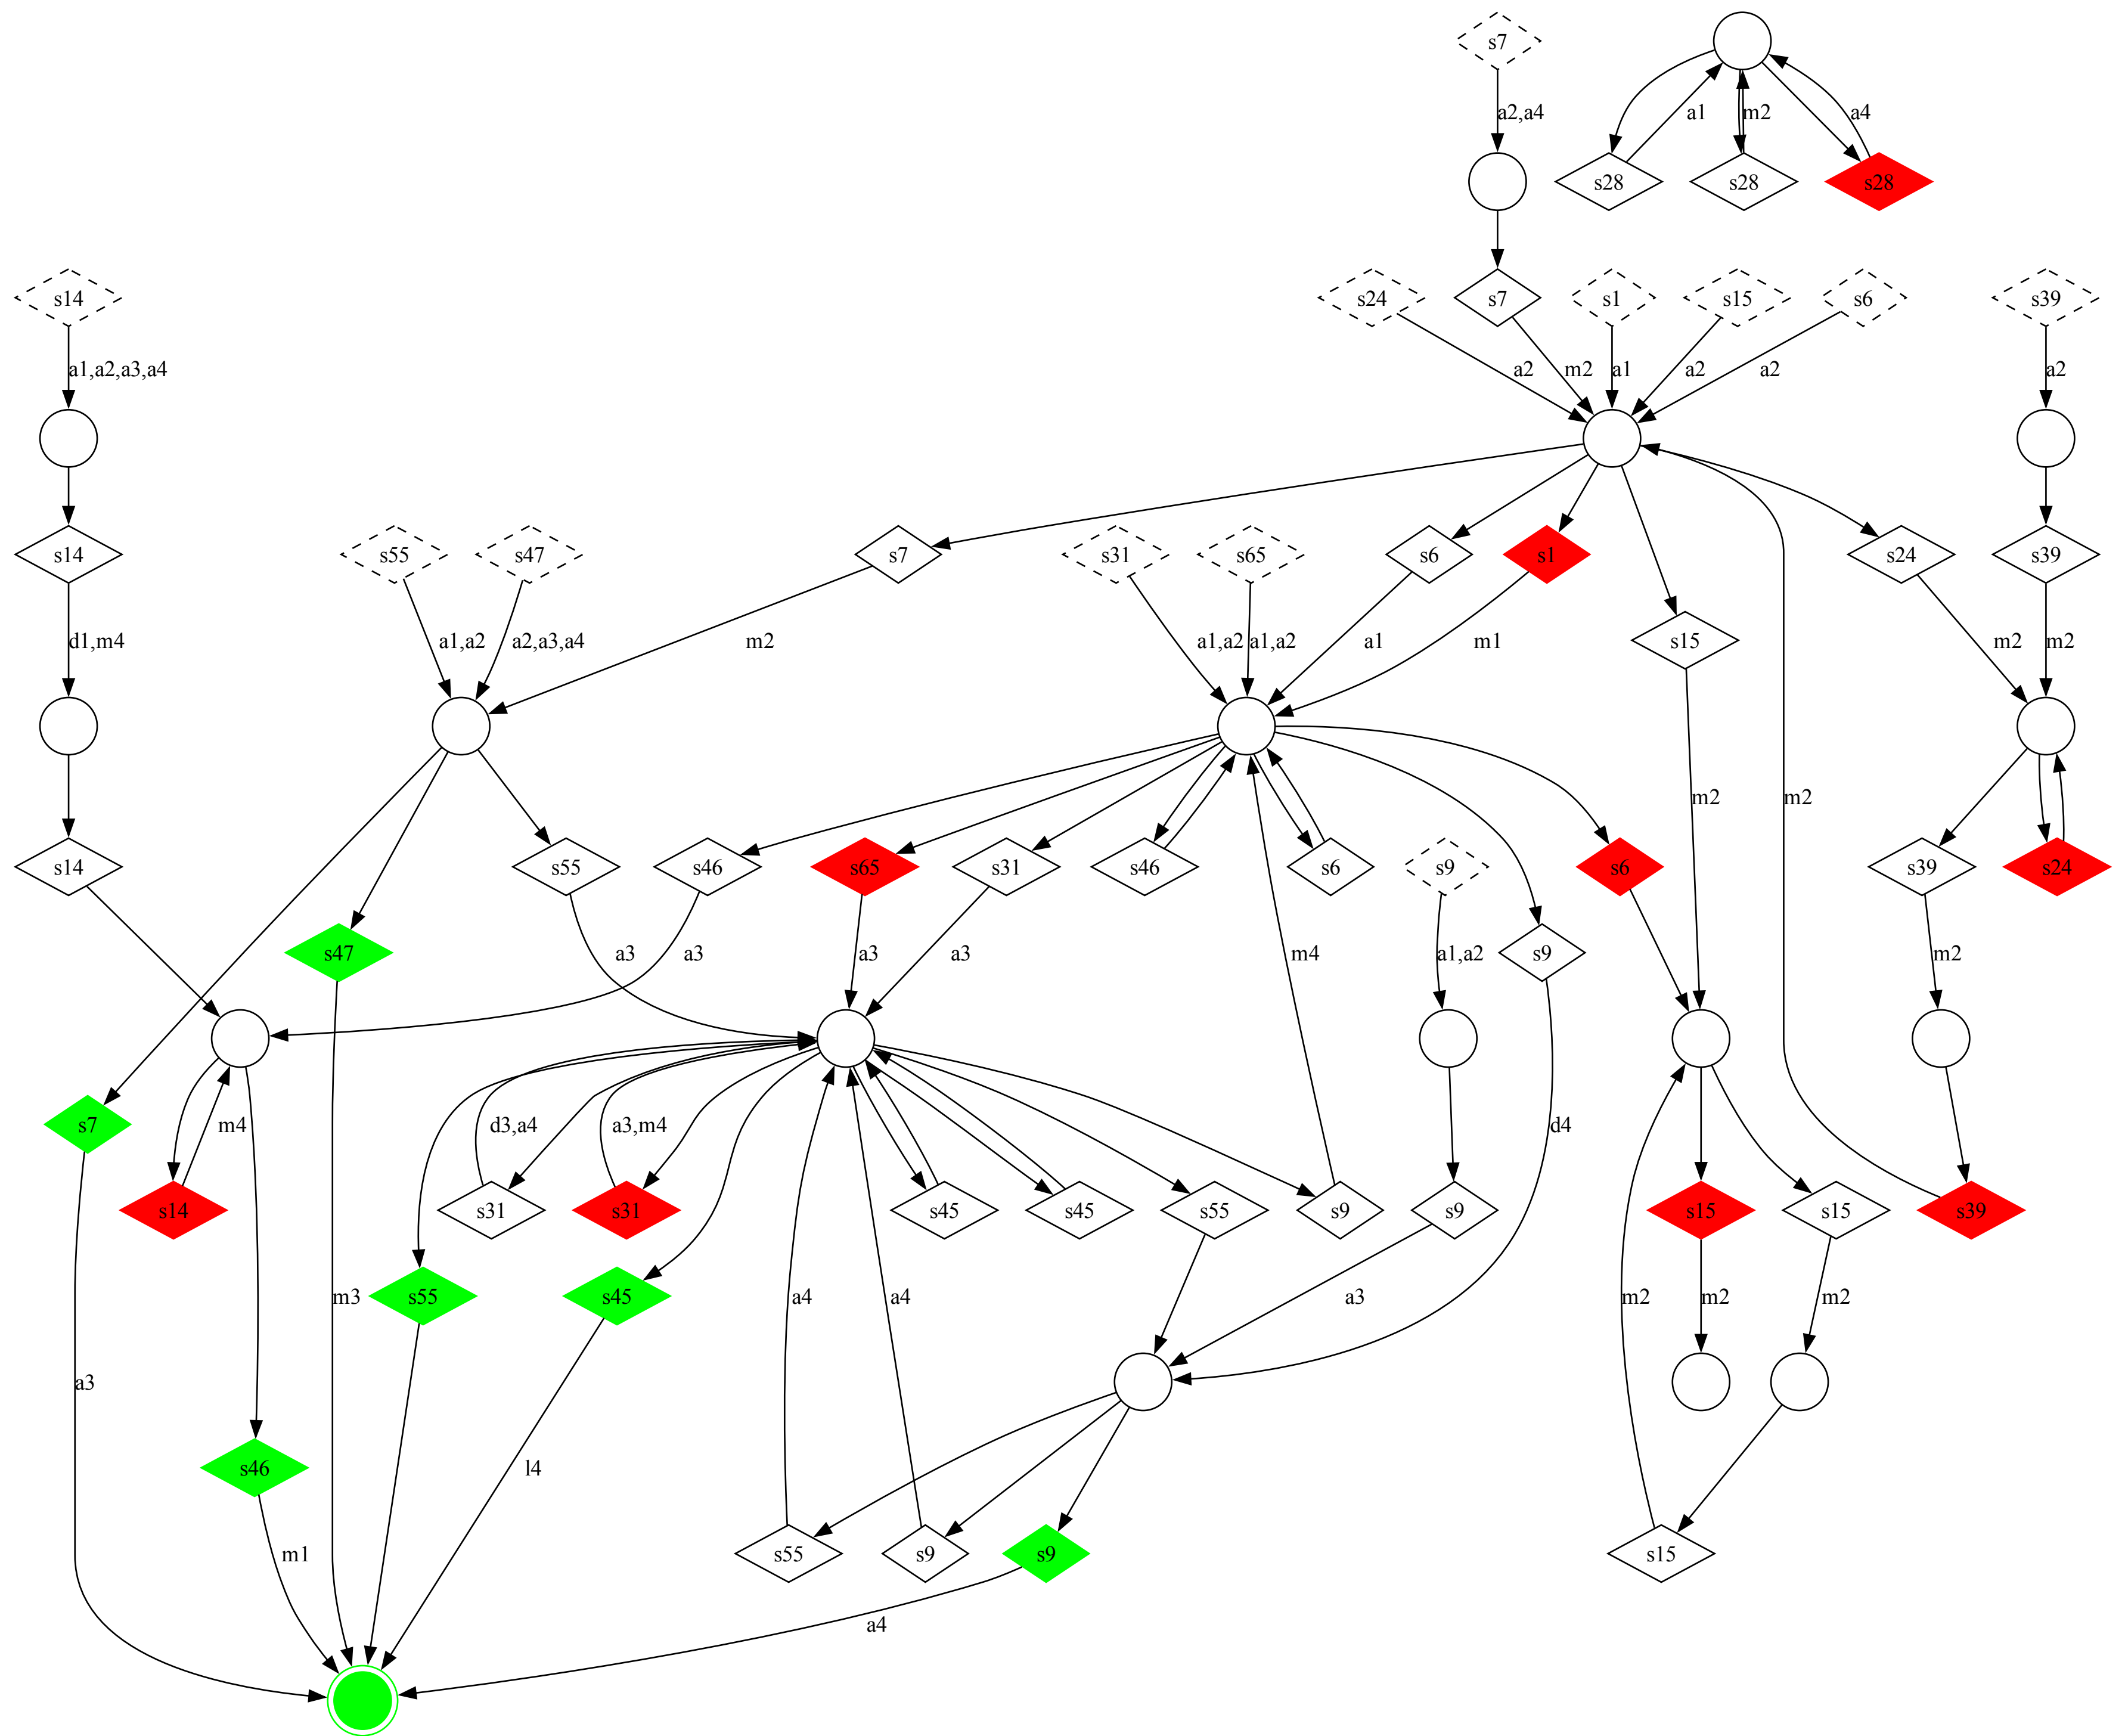 s7
a2,a4
a1
m2
a4
s28
s28
s28
s14
s24
s7
s1
s15
s6
s39
a1,a2,a3,a4
a2
m2
a1
a2
a2
a2
s14
s55
s47
s7
s31
s65
s6
s1
s24
s39
d1,m4
a1,a2
a2,a3,a4
m2
a1,a2
a1,a2
a1
m1
s15
m2
m2
m2
m2
s14
s55
s46
s65
s31
s46
s6
s9
s6
s39
s24
s47
a3
a3
a3
a3
m4
a1,a2
s9
m2
s7
m4
d3,a4
a3,m4
d4
s14
s31
s31
s45
s45
s55
s9
s9
s15
s15
s39
m3
s55
s45
a4
a4
a3
m2
m2
m2
a3
s46
l4
m1
s55
s9
s9
s15
a4